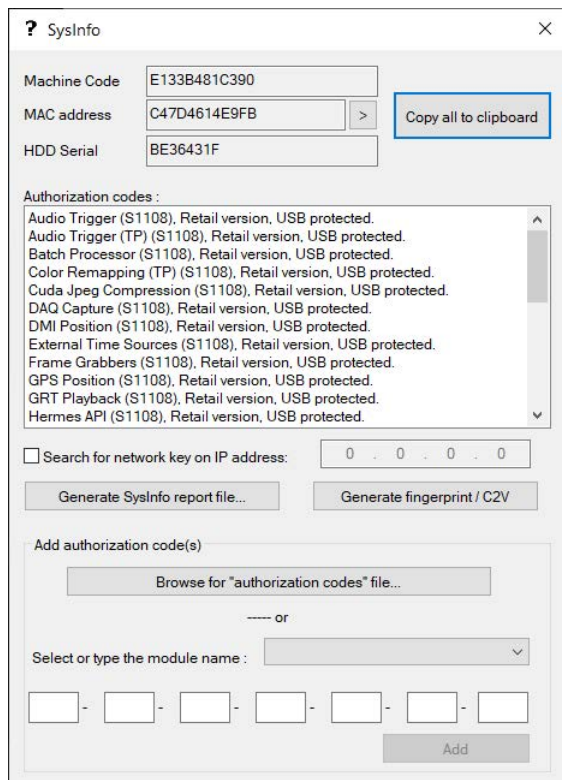 ? SysInfo
Machine Code E133B481C390
MAC address C47D4614E9FB > Copy all to clipboard
HDD Serial BE36431F
Authorization codes :
Audio Trigger (S1108), Retail version, USB protected.
Audio Trigger (TP) (S1108), Retail version, USB protected.
Batch Processor (S1108), Retail version, USB protected.
Color Remapping (TP) (S1108), Retail version, USB protected.
Cuda Jpeg Compression (S1108), Retail version, USB protected.
DAQ Capture (S1108), Retail version, USB protected.
DMI Position (S1108), Retail version, USB protected.
External Time Sources (S1108), Retail version, USB protected.
Frame Grabbers (S1108), Retail version, USB protected.
GPS Position (S1108), Retail version, USB protected.
GRT Playback (S1108), Retail version, USB protected.
Hermes API (S1108), Retail version, USB protected.
Search for network key on IP address: 0 . 0 . 0 . 0
Generate SysInfo report file... Generate fingerprint / C2V
Add authorization code(s)
Browse for "authorization codes" file...
----- or
Select or type the module name :
- - - - - -
Add